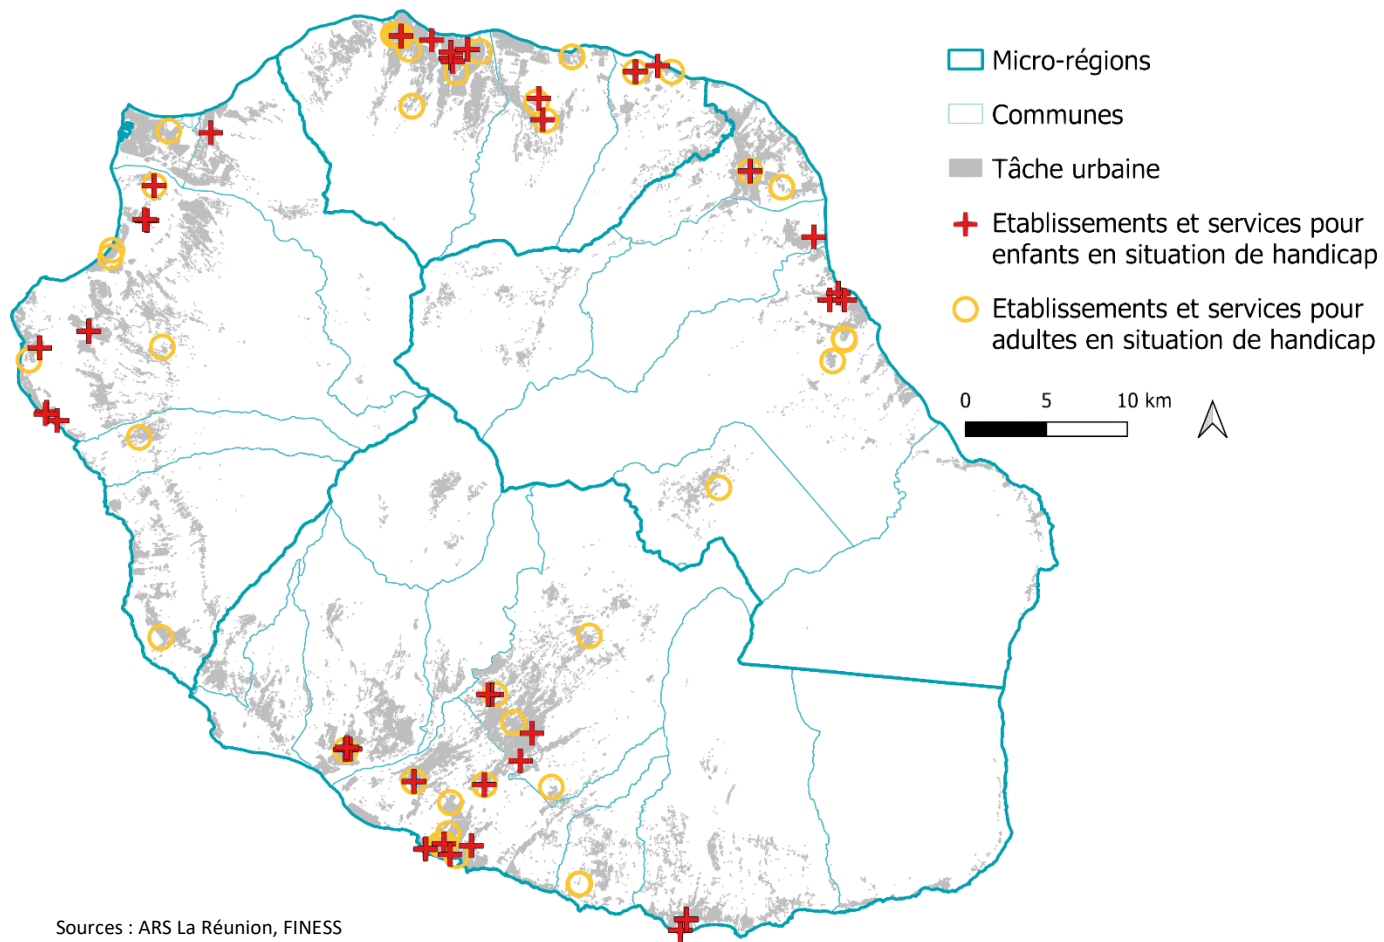 Micro-régions
Communes
Tâche urbaine
Etablissements et services pour
enfants en situation de handicap
Etablissements et services pour
adultes en situation de handicap
0 5 10 km
Sources : ARS La Réunion, FINESS